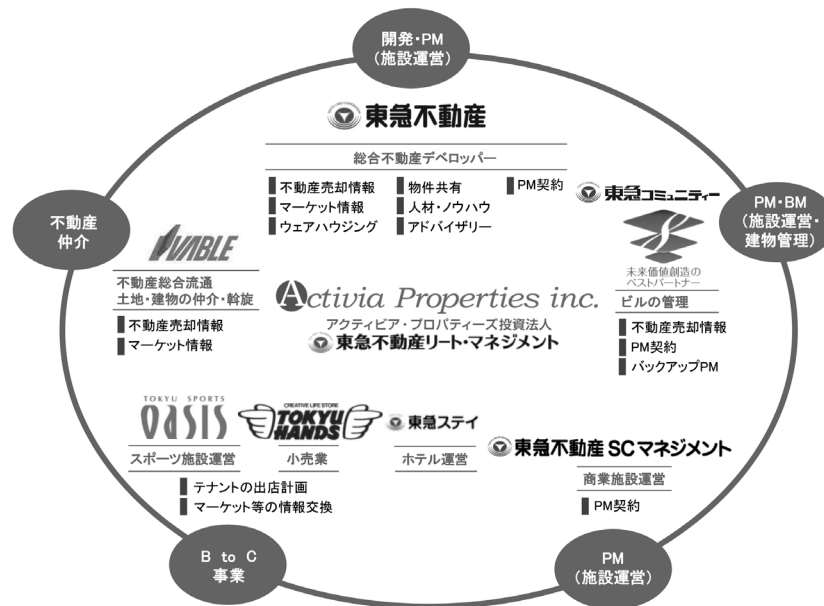 開発・PM
(施設運営)
東急不動産
総合不動産デベロッパー
不動産売却情報
マーケット情報
ウェアハウジング
物件共有
人材・ノウハウ
アドバイザリー
PM契約
東急コミュニティー
未来価値創造の
ベストパートナー
ビルの管理
不動産売却情報
PM契約
バックアップPM
PM・BM
(施設運営・
建物管理)
不動産
仲介
VABLE
不動産総合流通
土地・建物の仲介・斡旋
不動産売却情報
マーケット情報
Activia Properties inc.
アクティビア・プロパティーズ投資法人
東急不動産リート・マネジメント
TOKYU SPORTS
OASIS
スポーツ施設運営
CREATIVE LIFE STORE
TOKYU
HANDS
小売業
東急ステイ
ホテル運営
テナントの出店計画
マーケット等の情報交換
東急不動産SCマネジメント
商業施設運営
PM契約
B to C
事業
PM
(施設運営)